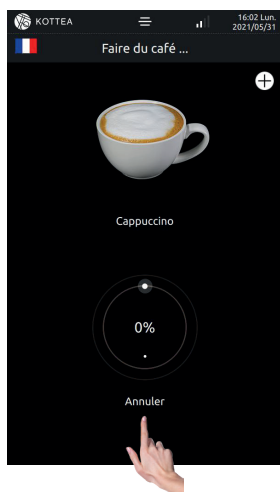 KOTTEA
16:02 Lun.
2021/05/31
Faire du café ...
Cappuccino
0%
Annuler